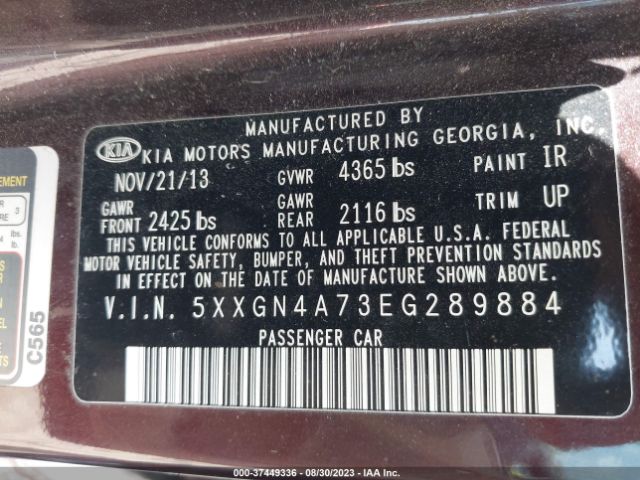 MANUFACTURED BY
KIA KIA MOTORS MANUFACTURING GEORGIA, INC.
NOV/21/13 GVWR 4365 lbs PAINT IR
GAWR FRONT 2425 lbs GAWR REAR 2116 lbs TRIM UP
THIS VEHICLE CONFORMS TO ALL APPLICABLE U.S.A. FEDERAL
MOTOR VEHICLE SAFETY, BUMPER, AND THEFT PREVENTION STANDARDS
IN EFFECT ON THE DATE OF MANUFACTURE SHOWN ABOVE.
V.I.N. 5XXGN4A73EG289884
PASSENGER CAR
C565
000-37449336 | 08/30/2023 | IAA Inc.